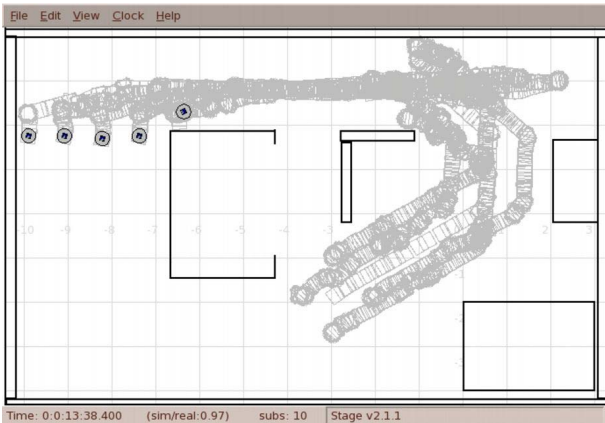 File Edit View Clock Help
-10 -9 -8 -7 -6 -5 -4 2 3
Time: 0:0:13:38.400 (sim/real:0.97) subs: 10 Stage v2.1.1